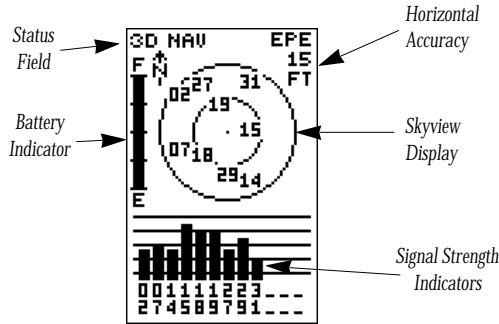 Status
Field
Battery
Indicator
3D NAV EPE
15
FT
F
N
E
31
27
02
19
15
07
18
29
14
0 0 1 1 1 1 2 2 3 _ _ _
2 7 4 5 8 9 7 9 1 _ _ _
Horizontal
Accuracy
Skyview
Display
Signal Strength
Indicators